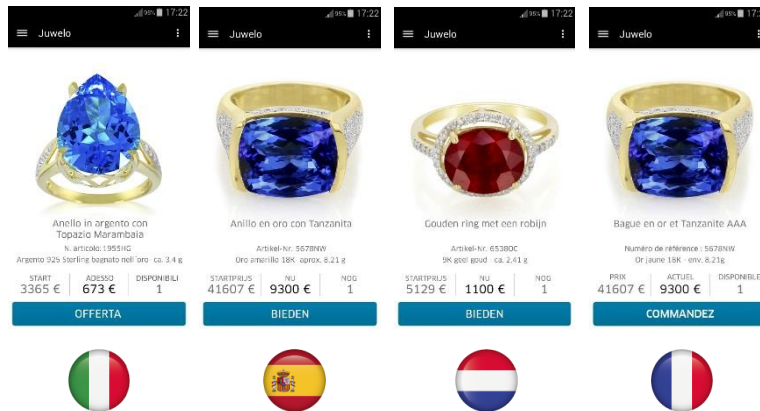 95% 17:22
Juwelo
Anello in argento con
Topazio Marambaia
N. articolo: 1955HG
Argento 925 Sterling bagnato nell'oro- ca. 3,4 g
START ADESSO DISPONIBILI
3365 € 673 € 1
OFFERTA
95% 17:22
Juwelo
Anillo en oro con Tanzanita
Artikel-Nr. 5678NW
Oro amarillo 18K aprox. 8,21 g
STARTPRIJS NU NOG
41607 € 9300 € 1
BIEDEN
95% 17:22
Juwelo
Gouden ring met een robijn
Artikel-Nr. 6538OC
9K geel goud ca. 2,41 g
STARTPRIJS NU NOG
5129 € 1100 € 1
BIEDEN
95% 17:2
Juwelo
Bague en or et Tanzanite AAA
Numéro de référence : 5678NW
Or jaune 18K - env. 8,21g
PRIX ACTUEL DISPONIBLE
41607 € 9300 € 1
COMMANDEZ